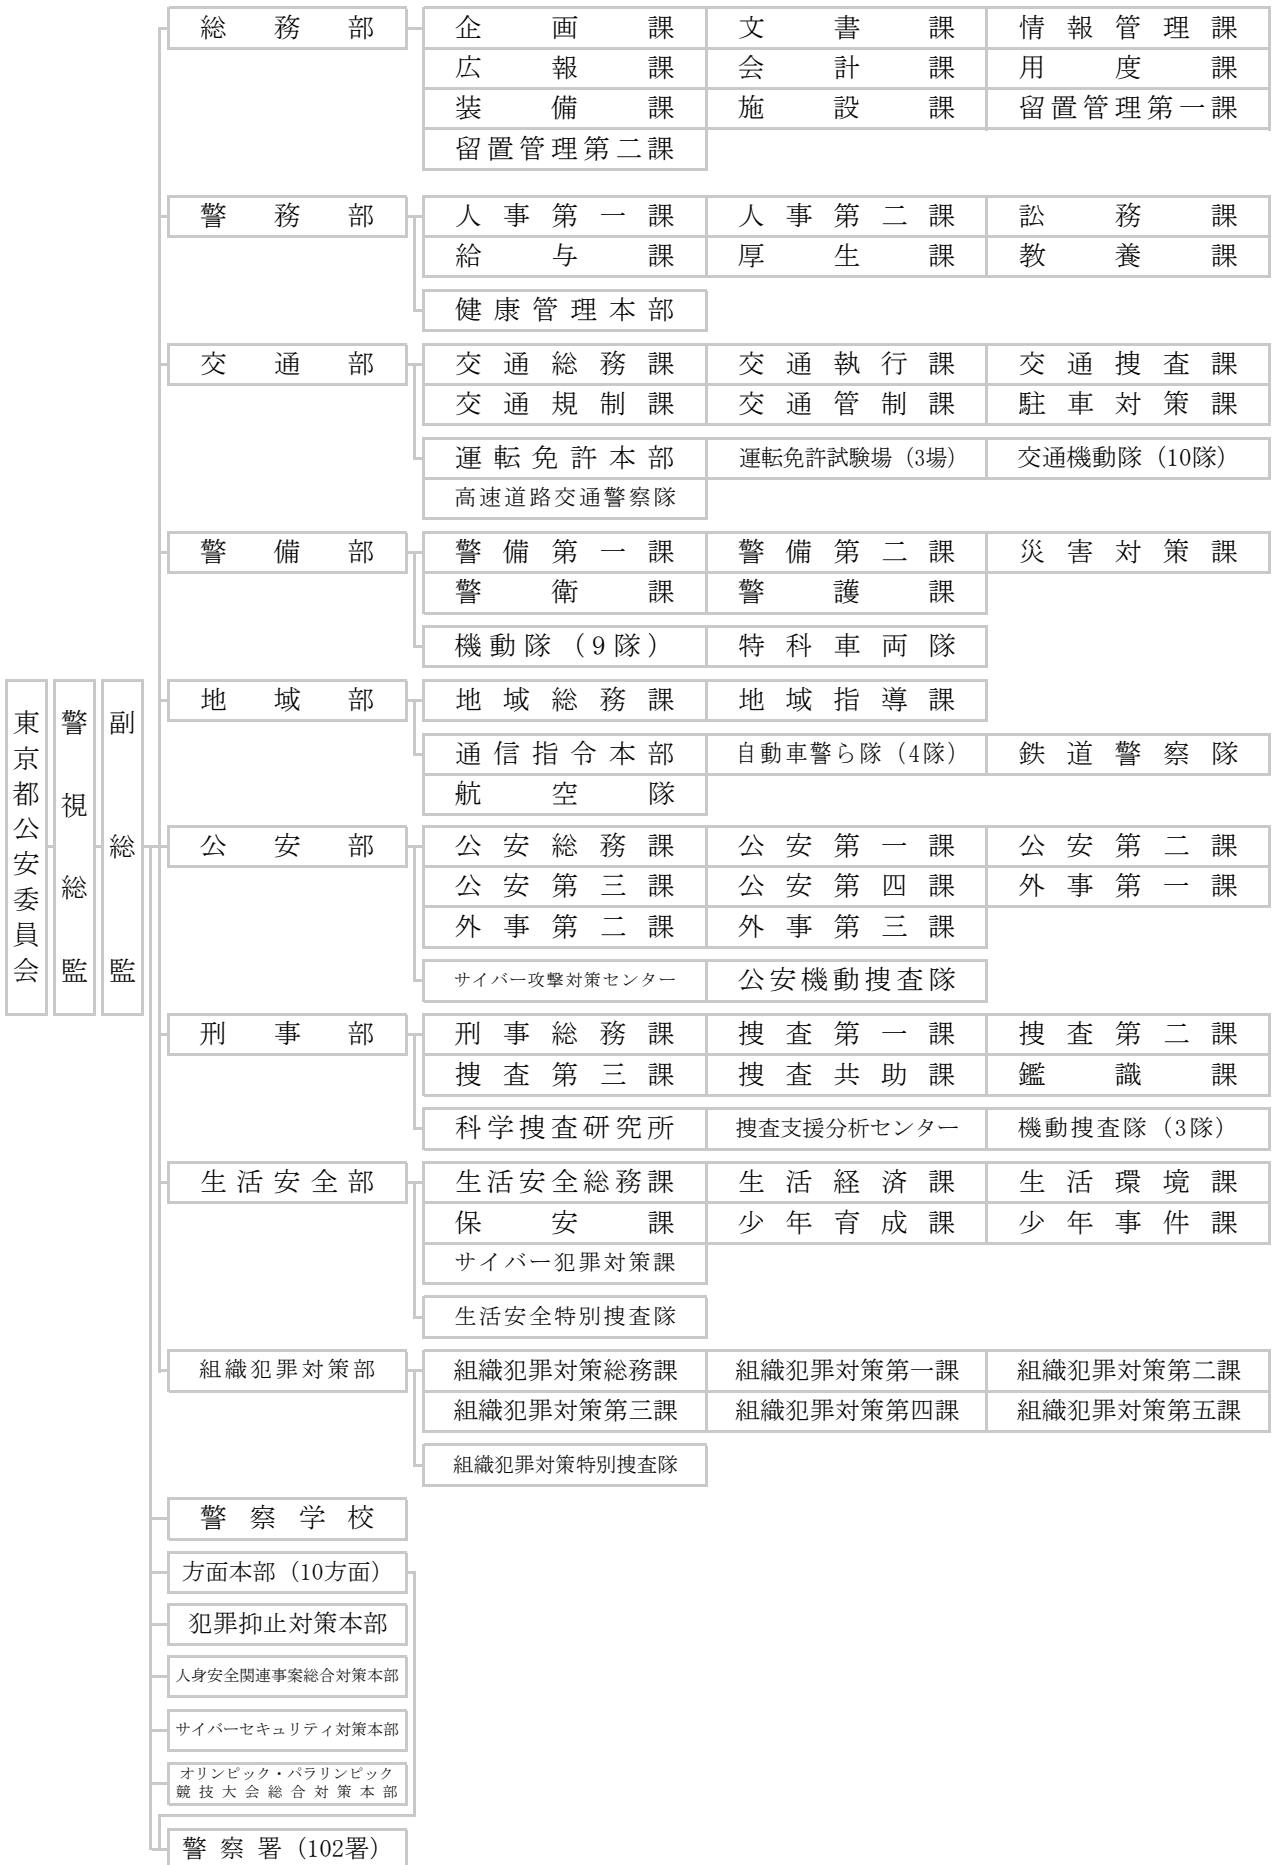 東京都公安委員会
警視総監
副総監
総務部
企画課 文書課 情報管理課
広報課 会計課 用度課
装備課 施設課 留置管理第一課
留置管理第二課
警務部
人事第一課 人事第二課 訟務課
給与課 厚生課 教養課
健康管理本部
交通部
交通総務課 交通執行課 交通捜査課
交通規制課 交通管制課 駐車対策課
運転免許本部 運転免許試験場（3場） 交通機動隊（10隊）
高速道路交通警察隊
警備部
警備第一課 警備第二課 災害対策課
警衛課 警護課
機動隊（9隊） 特科車両隊
地域部
地域総務課 地域指導課
通信指令本部 自動車警ら隊（4隊） 鉄道警察隊
航空隊
公安部
公安総務課 公安第一課 公安第二課
公安第三課 公安第四課 外事第一課
外事第二課 外事第三課
サイバー攻撃対策センター 公安機動捜査隊
刑事部
刑事総務課 捜査第一課 捜査第二課
捜査第三課 捜査共助課 鑑識課
科学捜査研究所 捜査支援分析センター 機動捜査隊（3隊）
生活安全部
生活安全総務課 生活経済課 生活環境課
保安課 少年育成課 少年事件課
サイバー犯罪対策課
生活安全特別捜査隊
組織犯罪対策部
組織犯罪対策総務課 組織犯罪対策第一課 組織犯罪対策第二課
組織犯罪対策第三課 組織犯罪対策第四課 組織犯罪対策第五課
組織犯罪対策特別捜査隊
警察学校
方面本部（10方面）
犯罪抑止対策本部
人身安全関連事案総合対策本部
サイバーセキュリティ対策本部
オリンピック・パラリンピック
競技大会総合対策本部
警察署（102署）